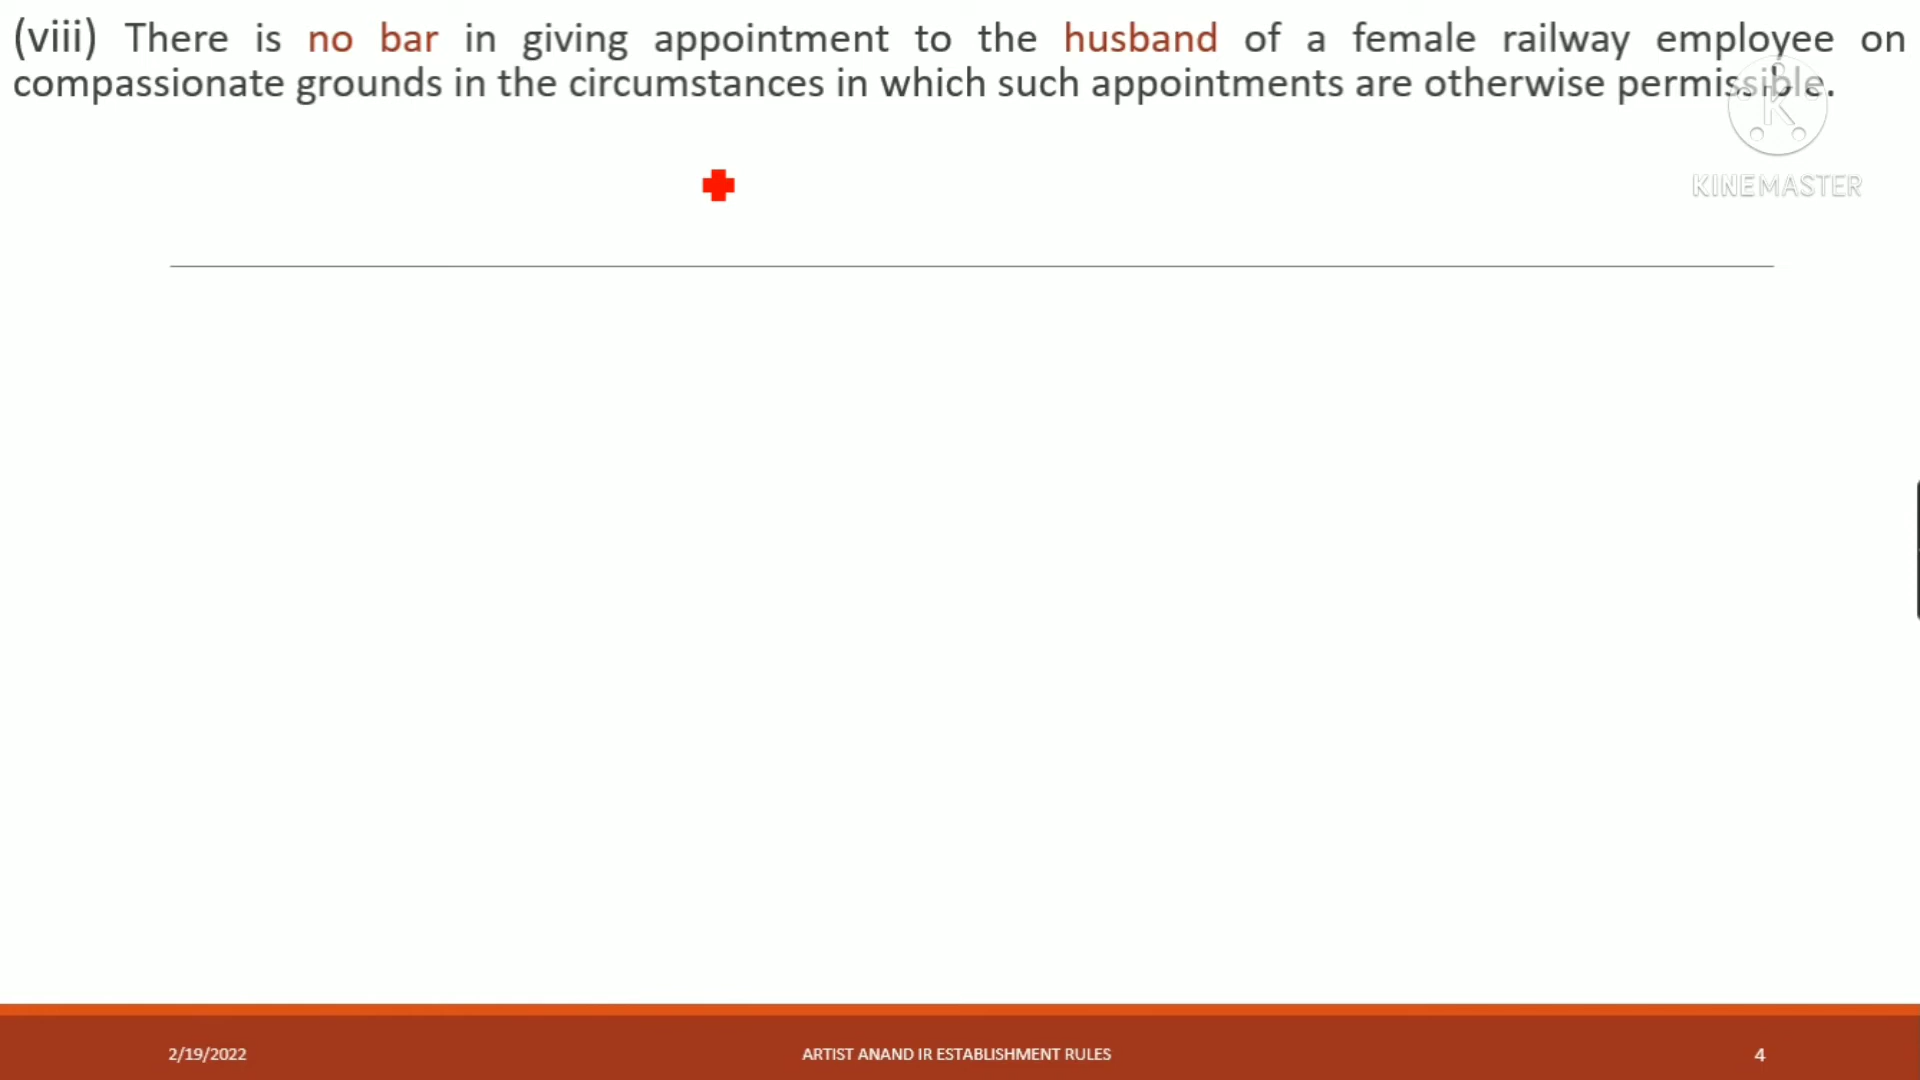 (viii) There is no bar in giving appointment to the husband of a female railway employee on
compassionate grounds in the circumstances in which such appointments are otherwise permissible.
K
KINEMASTER
2/19/2022
ARTIST ANAND IR ESTABLISHMENT RULES
4